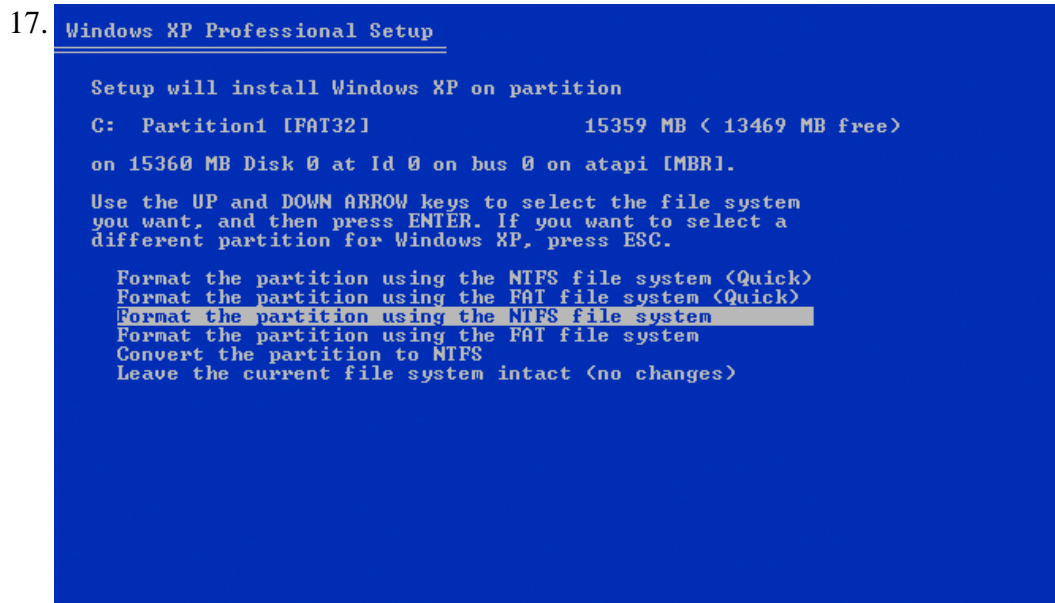 17.
Windows XP Professional Setup
Setup will install Windows XP on partition
C: Partition1 [FAT32] 15359 MB ( 13469 MB free)
on 15360 MB Disk 0 at Id 0 on bus 0 on atapi [MBR].
Use the UP and DOWN ARROW keys to select the file system
you want, and then press ENTER. If you want to select a
different partition for Windows XP, press ESC.
Format the partition using the NTFS file system (Quick)
Format the partition using the FAT file system (Quick)
Format the partition using the NTFS file system
Format the partition using the FAT file system
Convert the partition to NTFS
Leave the current file system intact (no changes)